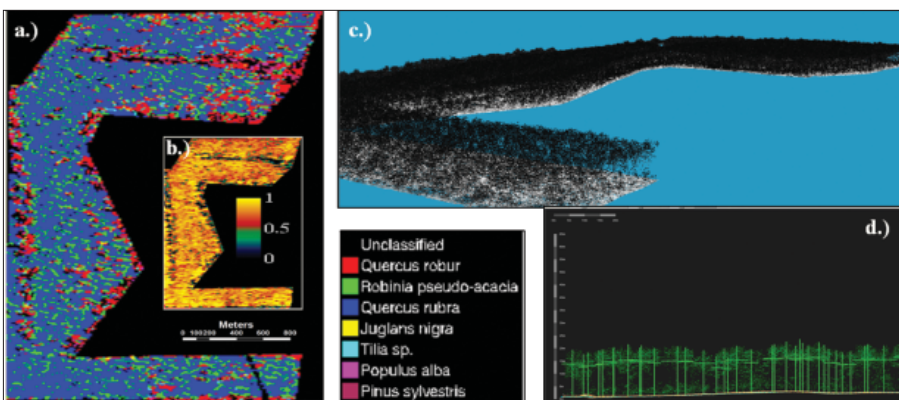 a.)
b.)
1
0.5
0
Meters
0 100200 400 600 800
c.)
Unclassified
Quercus robur
Robinia pseudo-acacia
Quercus rubra
Juglans nigra
Tilia sp.
Populus alba
Pinus sylvestris
d.)